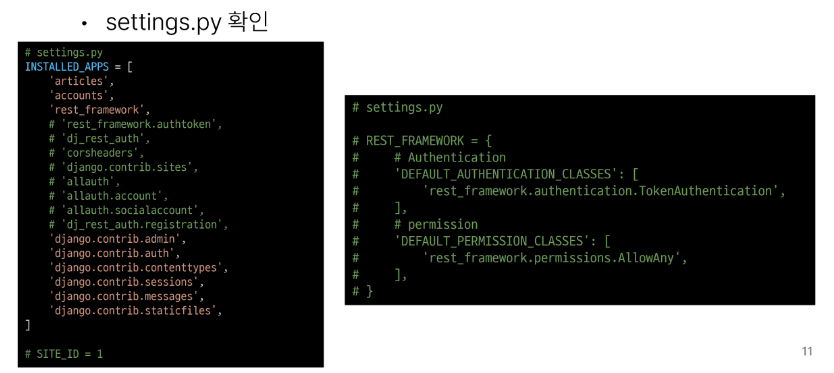 • settings.py 확인
# settings.py
INSTALLED_APPS = [
    'articles',
    'accounts',
    'rest_framework',
    # 'rest_framework.authtoken',
    # 'dj_rest_auth',
    # 'corsheaders',
    # 'django.contrib.sites',
    # 'allauth',
    # 'allauth.account',
    # 'allauth.socialaccount',
    # 'dj_rest_auth.registration',
    'django.contrib.admin',
    'django.contrib.auth',
    'django.contrib.contenttypes',
    'django.contrib.sessions',
    'django.contrib.messages',
    'django.contrib.staticfiles',
]
# SITE_ID = 1
# settings.py
# REST_FRAMEWORK = {
#     # Authentication
#     'DEFAULT_AUTHENTICATION_CLASSES': [
#         'rest_framework.authentication.TokenAuthentication',
#     ],
#     # permission
#     'DEFAULT_PERMISSION_CLASSES': [
#         'rest_framework.permissions.AllowAny',
#     ],
# }
11